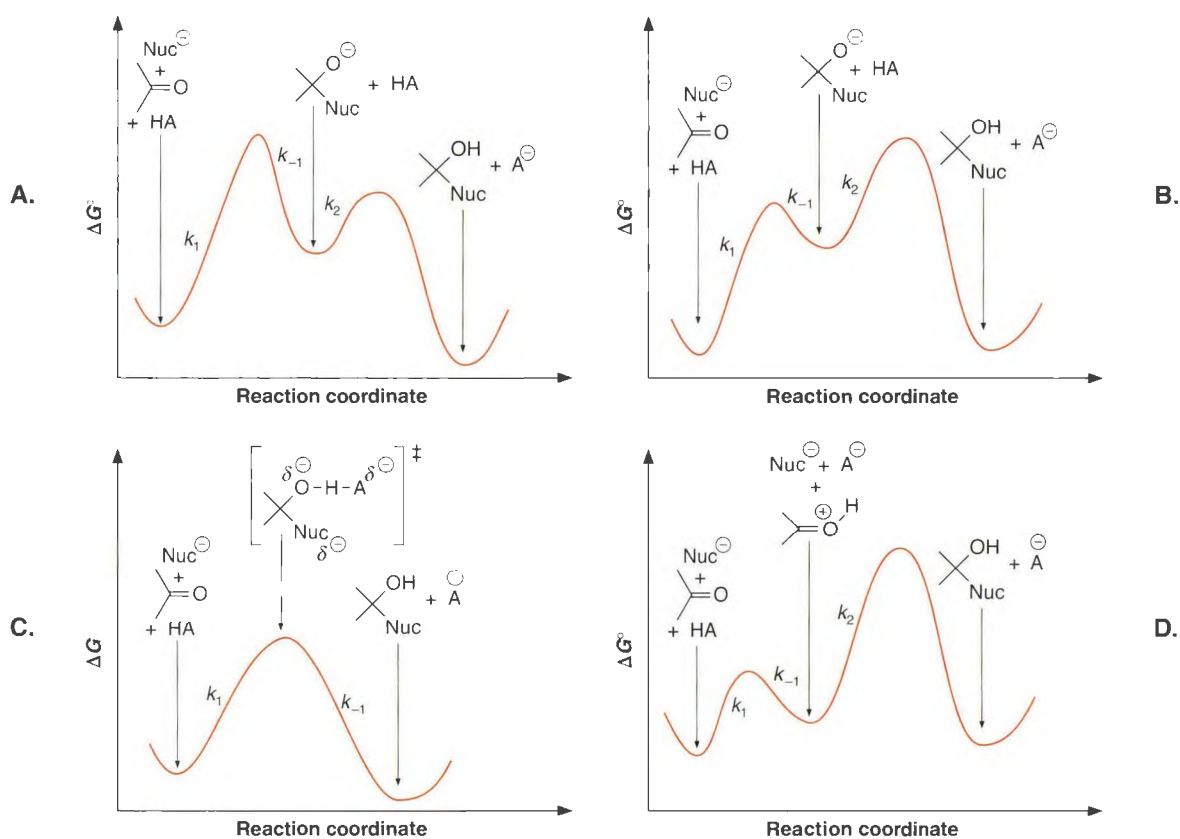 A.
ΔG°
Nuc⊖
+
O
+ HA
k₁
k₋₁
O⊖
+ HA
Nuc
k₂
OH
+ A⊖
Nuc
Reaction coordinate
B.
ΔG°
Nuc⊖
+
O
+ HA
k₁
k₋₁
O⊖
+ HA
Nuc
k₂
OH
+ A⊖
Nuc
Reaction coordinate
C.
ΔG
Nuc⊖
+
O
+ HA
k₁
‡
δ⊖ δ⊖
O-H-A
Nuc
δ⊖
k₋₁
OH
+ A
Nuc
Reaction coordinate
D.
ΔG°
Nuc⊖
+
O
+ HA
k₁
k₋₁
Nuc⊖ + A⊖
+
⊕ H
O
k₂
OH
+ A⊖
Nuc
Reaction coordinate